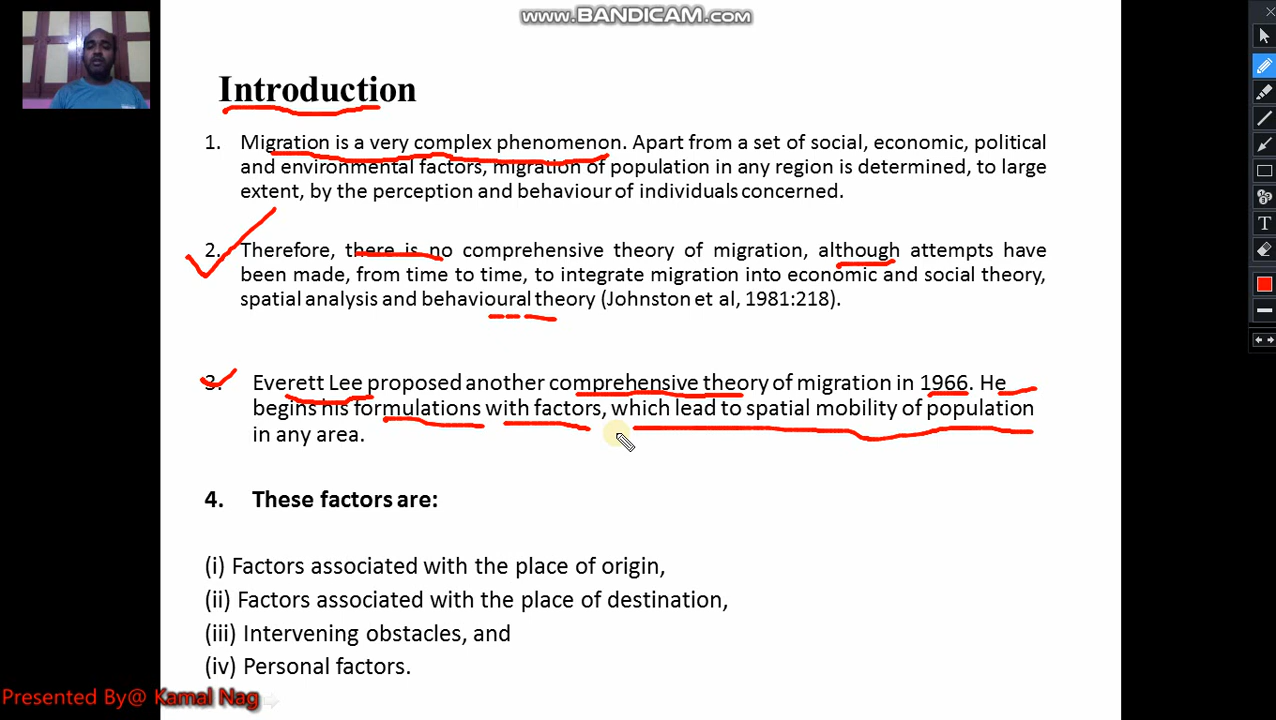 www.BANDICAM.com
Introduction
1. Migration is a very complex phenomenon. Apart from a set of social, economic, political
and environmental factors, migration of population in any region is determined, to large
extent, by the perception and behaviour of individuals concerned.
2. Therefore, there is no comprehensive theory of migration, although attempts have
been made, from time to time, to integrate migration into economic and social theory,
spatial analysis and behavioural theory (Johnston et al, 1981:218).
3. Everett Lee proposed another comprehensive theory of migration in 1966. He
begins his formulations with factors, which lead to spatial mobility of population
in any area.
4. These factors are:
(i) Factors associated with the place of origin,
(ii) Factors associated with the place of destination,
(iii) Intervening obstacles, and
(iv) Personal factors.
Presented By@ Kamal Nag